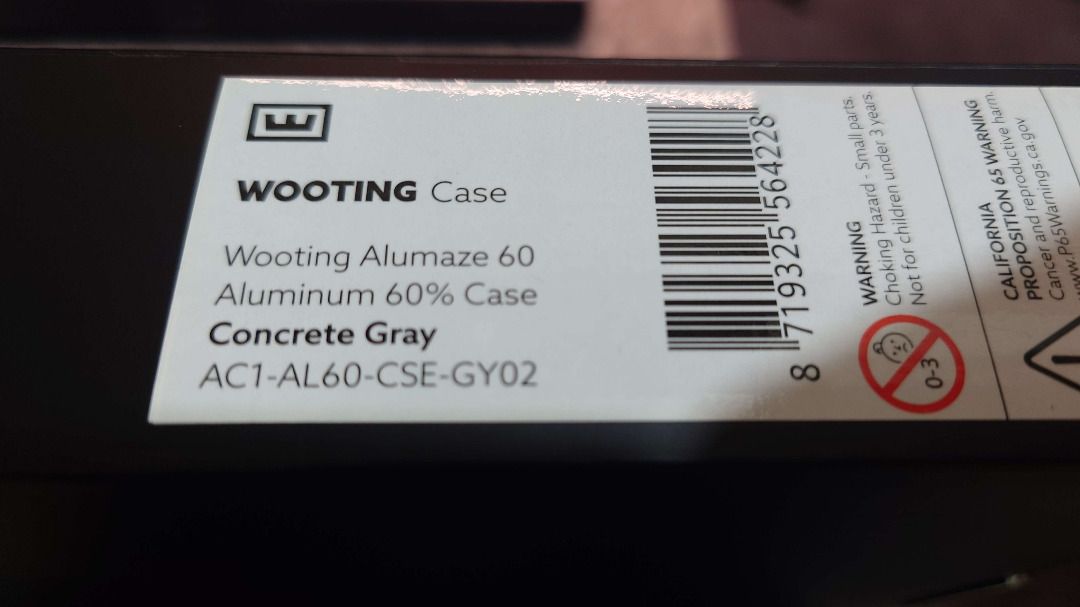 WOOTING Case
Wooting Alumaze 60
Aluminum 60% Case
Concrete Gray
AC1-AL60-CSE-GY02
8 719325 564228
WARNING
Choking Hazard - Small parts.
Not for children under 3 years.
0-3
CALIFORNIA
PROPOSITION 65 WARNING
Cancer and reproductive harm.
www.P65Warnings.ca.gov